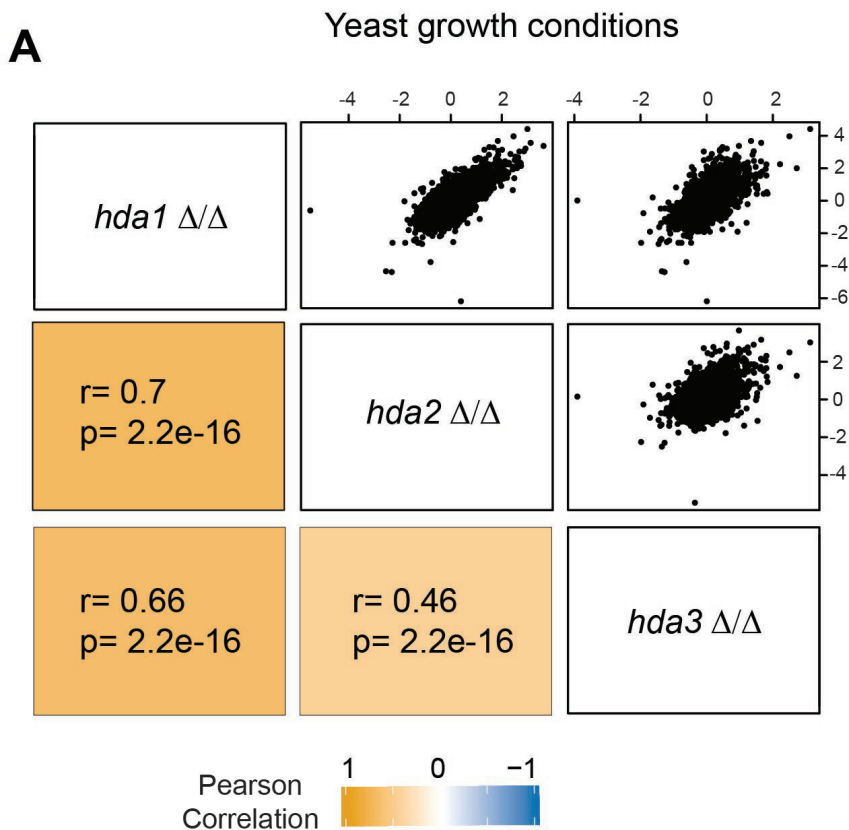 A
Yeast growth conditions
-4 -2 0 2 -4 0 2
hda1 Δ/Δ
4
2
0
-2
-4
-6
r= 0.7
p= 2.2e-16
hda2 Δ/Δ
2
0
-2
-4
r= 0.66
p= 2.2e-16
r= 0.46
p= 2.2e-16
hda3 Δ/Δ
Pearson
Correlation
1 0 −1